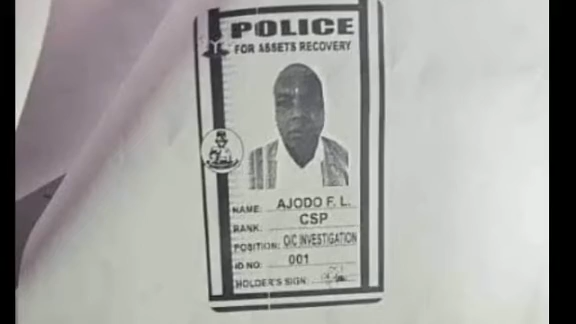 POLICE
FOR ASSETS RECOVERY
NAME: AJODO F. L.
RANK: CSP
POSITION: O/C INVESTIGATION
ID NO: 001
HOLDER'S SIGN: